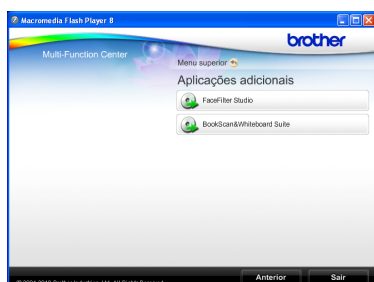 Macromedia Flash Player 8
brother
Multi-Function Center
Menu superior
Aplicações adicionais
FaceFilter Studio
BookScan&Whiteboard Suite
Anterior
Sair